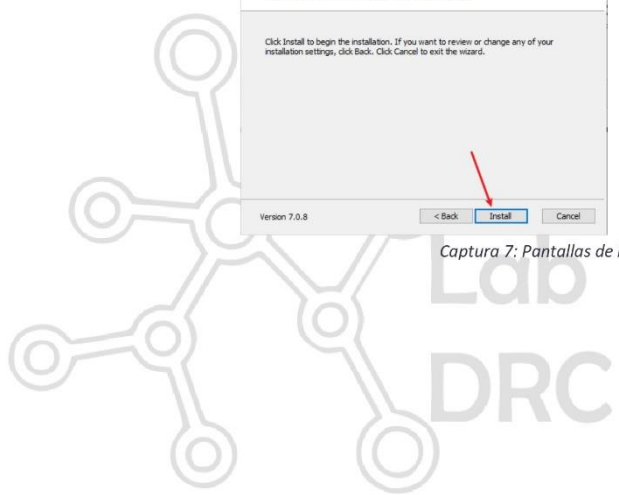 Click Install to begin the installation. If you want to review or change any of your
installation settings, click Back. Click Cancel to exit the wizard.
Version 7.0.8
< Back Install Cancel
Captura 7: Pantallas de
Lab
DRC